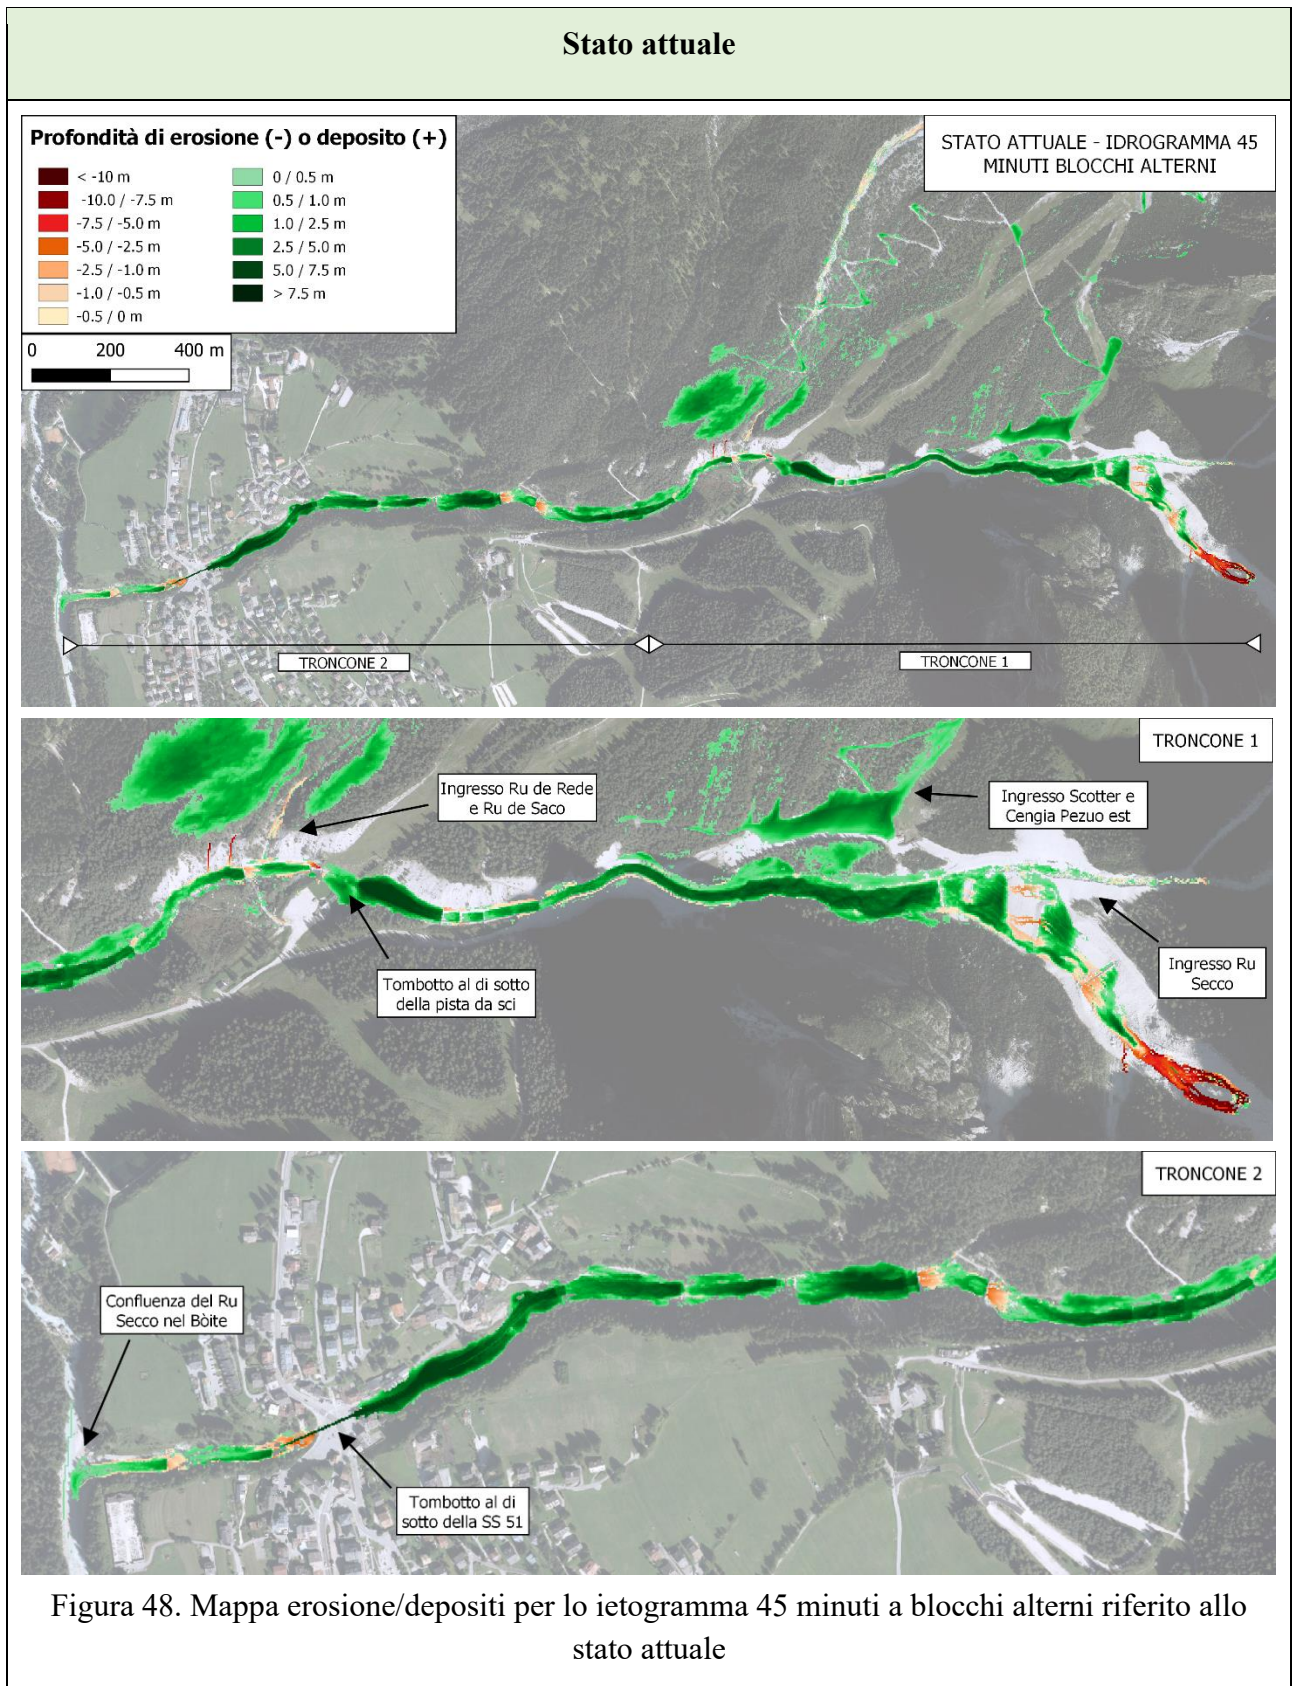 Stato attuale
Profondità di erosione (-) o deposito (+)
< -10 m
-10.0 / -7.5 m
-7.5 / -5.0 m
-5.0 / -2.5 m
-2.5 / -1.0 m
-1.0 / -0.5 m
-0.5 / 0 m
0 / 0.5 m
0.5 / 1.0 m
1.0 / 2.5 m
2.5 / 5.0 m
5.0 / 7.5 m
> 7.5 m
0 200 400 m
STATO ATTUALE - IDROGRAMMA 45
MINUTI BLOCCHI ALTERNI
TRONCONE 2
TRONCONE 1
TRONCONE 1
Ingresso Ru de Rede
e Ru de Saco
Ingresso Scotter e
Cengia Pezuo est
Tombotto al di sotto
della pista da sci
Ingresso Ru
Secco
TRONCONE 2
Confluenza del Ru
Secco nel Bòite
Tombotto al di
sotto della SS 51
Figura 48. Mappa erosione/depositi per lo ietogramma 45 minuti a blocchi alterni riferito allo
stato attuale